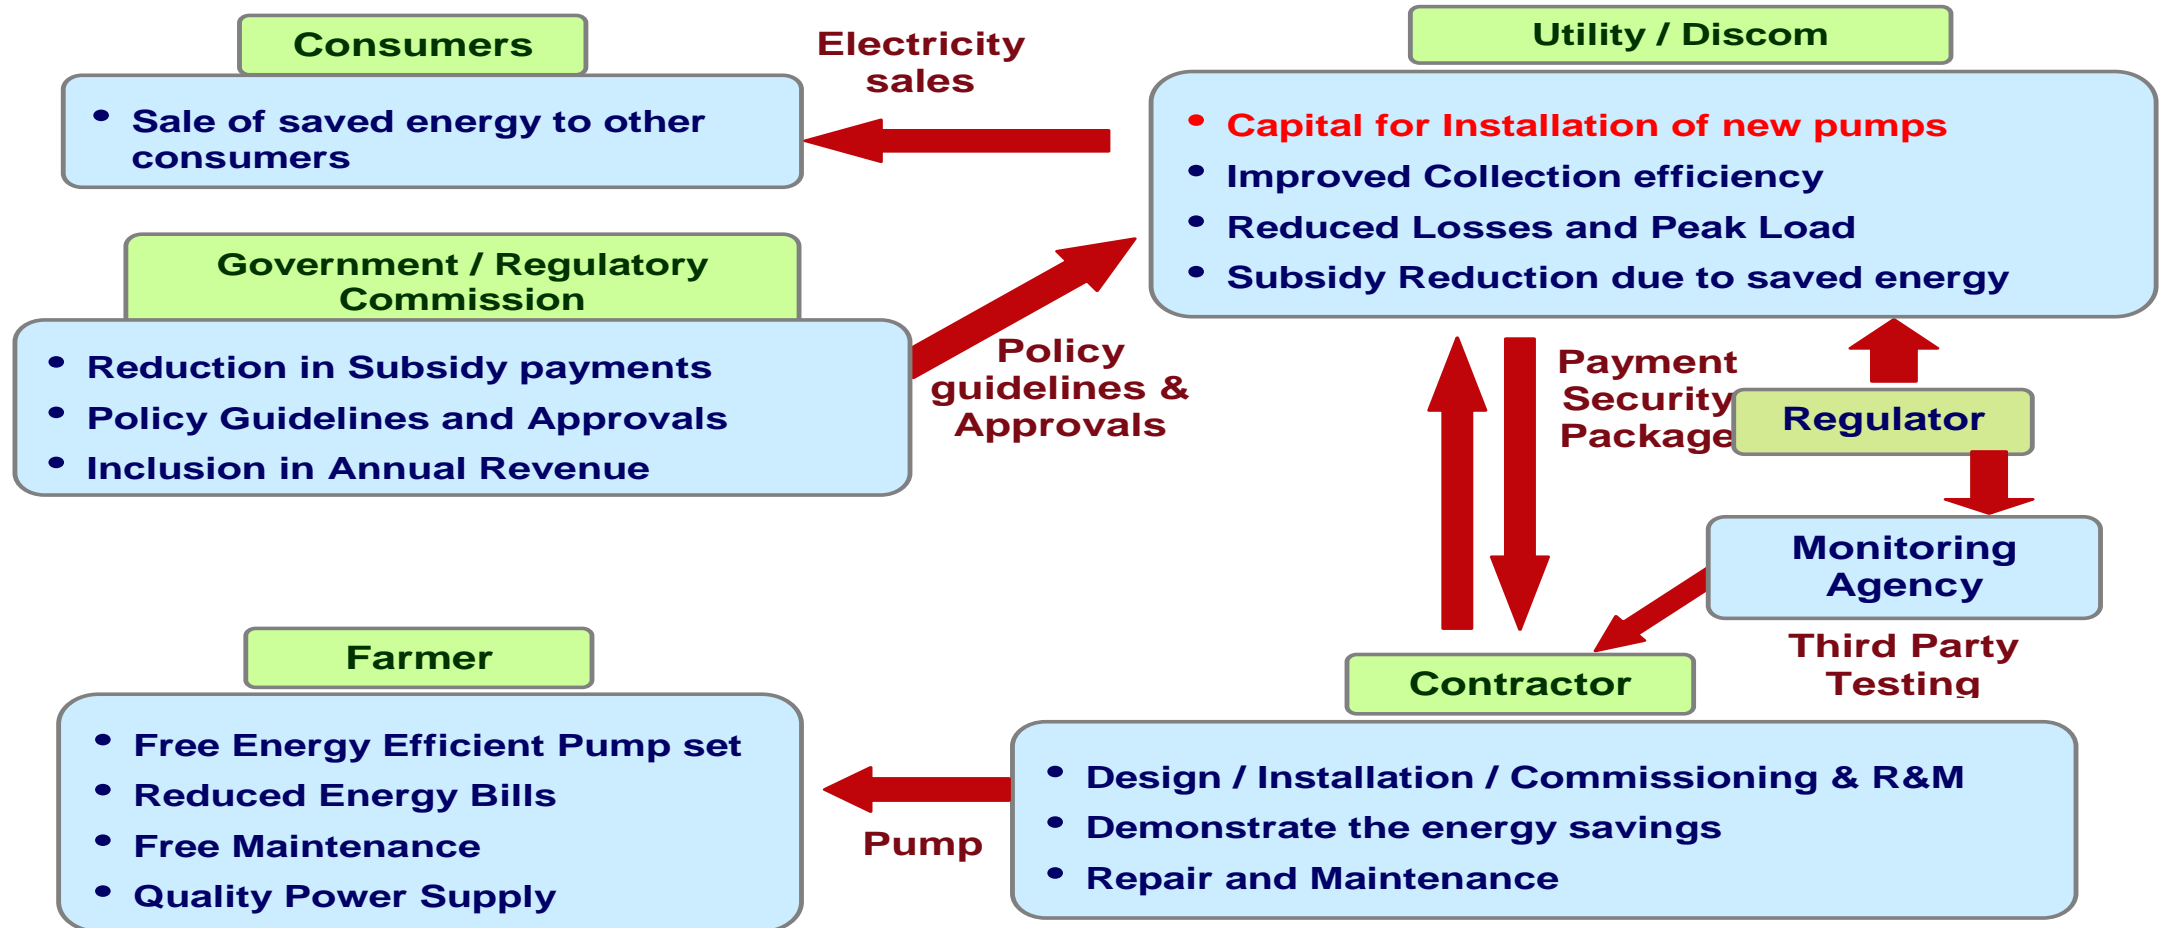 Consumers
• Sale of saved energy to other
consumers
Electricity
sales
Utility / Discom
• Capital for Installation of new pumps
• Improved Collection efficiency
• Reduced Losses and Peak Load
• Subsidy Reduction due to saved energy
Government / Regulatory
Commission
• Reduction in Subsidy payments
• Policy Guidelines and Approvals
• Inclusion in Annual Revenue
Policy
guidelines &
Approvals
Payment
Security
Package
Regulator
Monitoring
Agency
Third Party
Testing
Farmer
• Free Energy Efficient Pump set
• Reduced Energy Bills
• Free Maintenance
• Quality Power Supply
Pump
Contractor
• Design / Installation / Commissioning & R&M
• Demonstrate the energy savings
• Repair and Maintenance